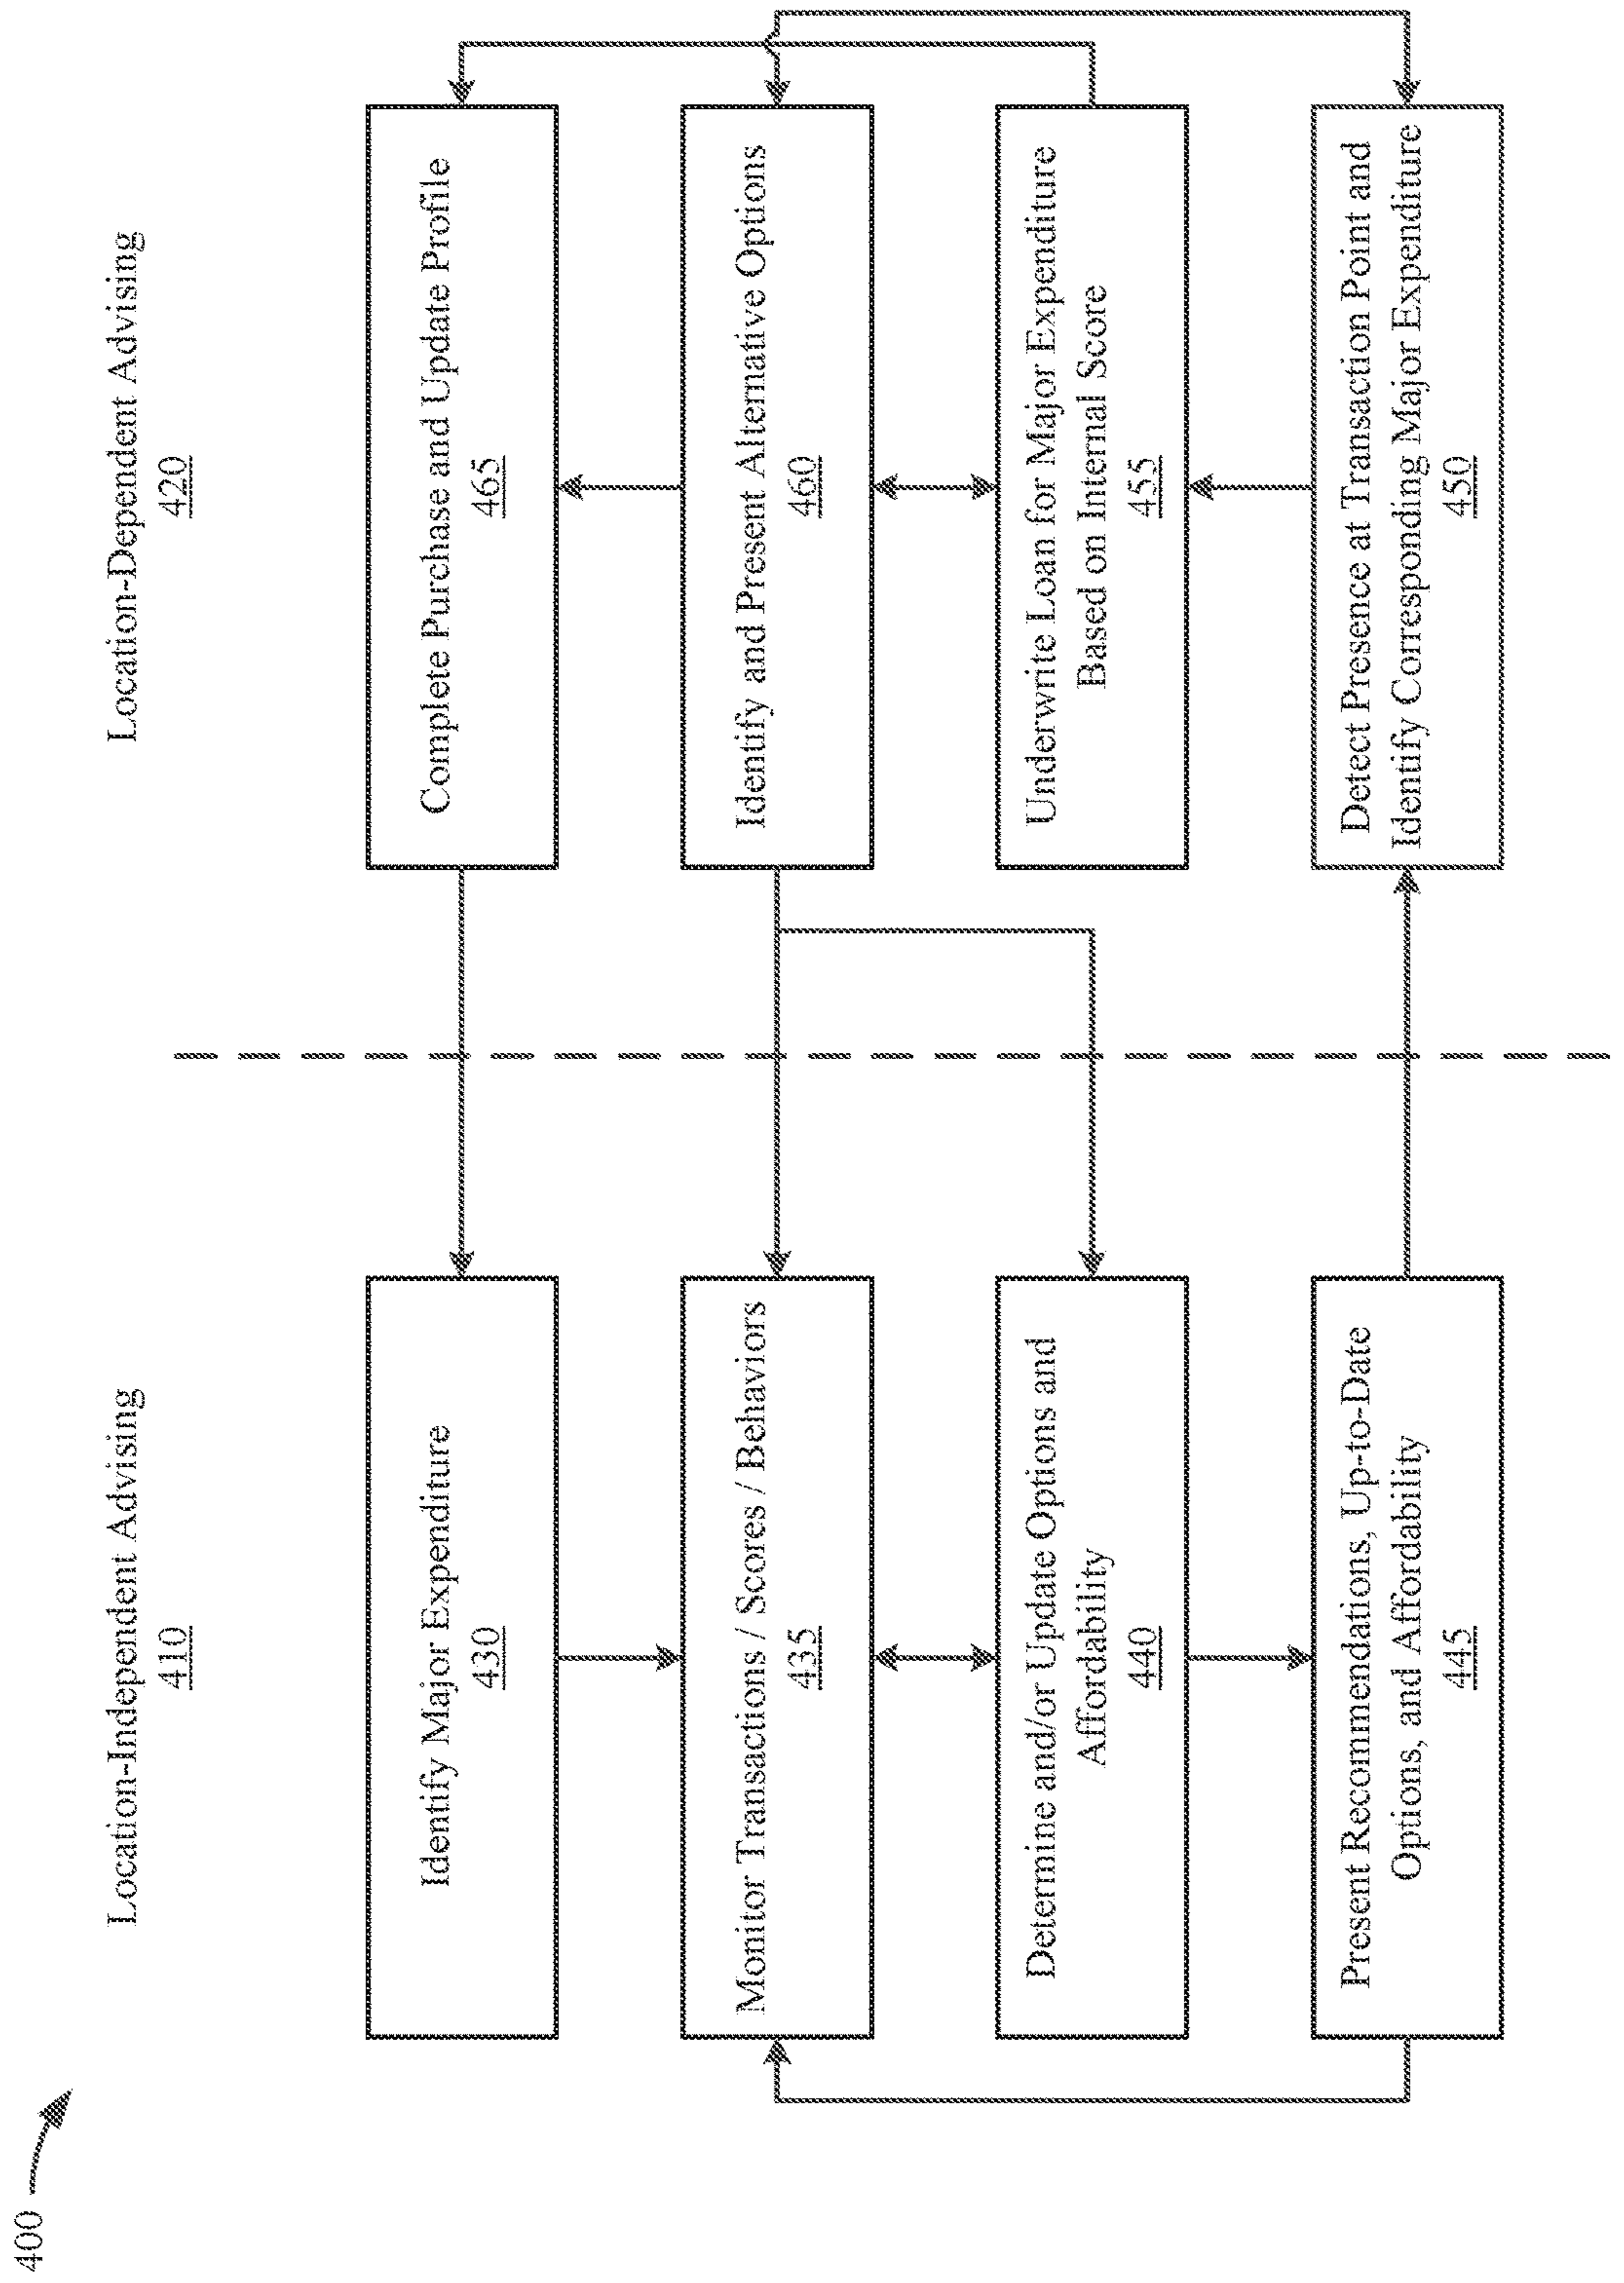 400
Location-Independent Advising
410
Identify Major Expenditure
430
Monitor Transactions / Scores / Behaviors
435
Determine and/or Update Options and
Affordability
440
Present Recommendations, Up-to-Date
Options, and Affordability
445
Location-Dependent Advising
420
Complete Purchase and Update Profile
465
Identify and Present Alternative Options
460
Underwrite Loan for Major Expenditure
Based on Internal Score
455
Detect Presence at Transaction Point and
Identify Corresponding Major Expenditure
450